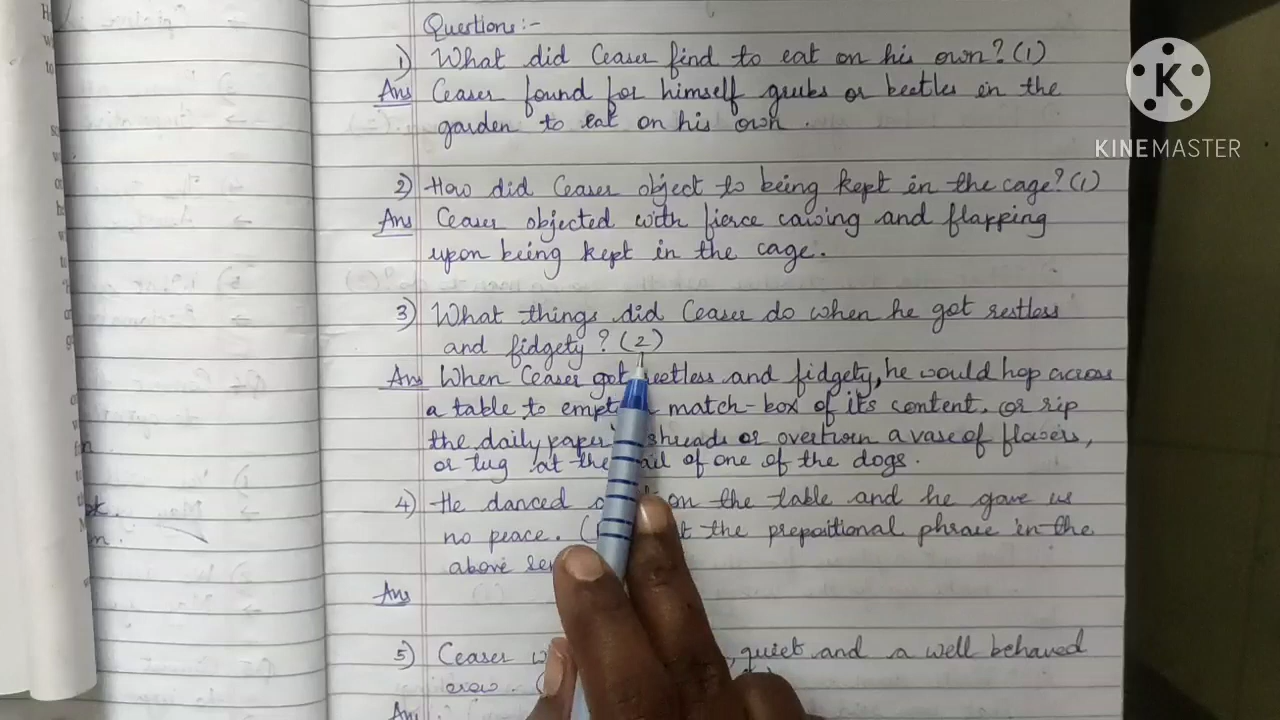 Questions:-
1) What did Ceaser find to eat on his own? (1)
Ans Ceaser found for himself grubs or beetles in the
garden to eat on his own.
2) How did Ceaser object to being kept in the cage? (1)
Ans Ceaser objected with fierce cawing and flapping
upon being kept in the cage.
3) What things did Ceaser do when he got restless
and fidgety? (2)
Ans When Ceaser got restless and fidgety, he would hop across
a table to empty match-box of its content. or rip
the daily paper shreads or overturn a vase of flowers,
or tug at the tail of one of the dogs.
4) He danced on the table and he gave us
no peace. ( the prepositional phrase in the
above
Ans
5) Ceaser , quiet and a well behaved
crow. (
Ans
K
KINEMASTER